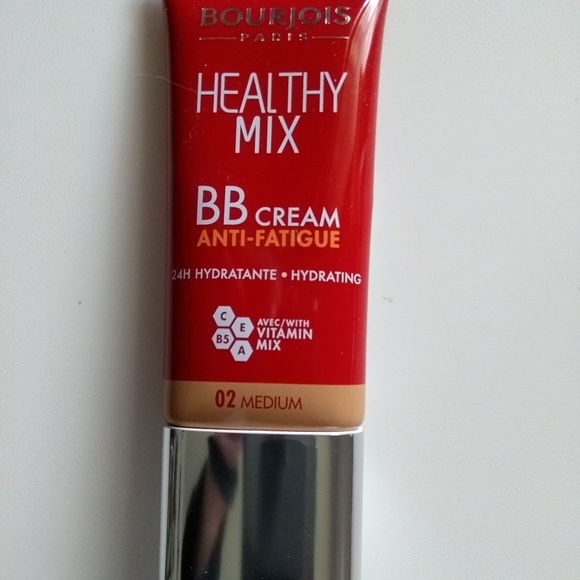 BOURJOIS
PARIS
HEALTHY
MIX
BB CREAM
ANTI-FATIGUE
24H HYDRATANTE • HYDRATING
C
E
B5
A
AVEC/WITH
VITAMIN
MIX
02 MEDIUM